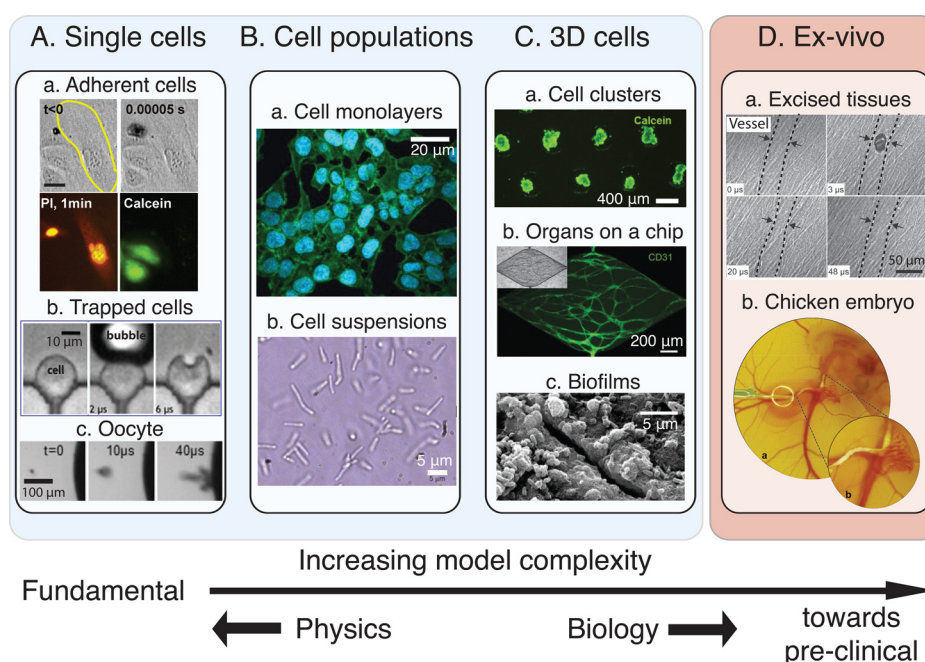 A. Single cells
a. Adherent cells
t<0
0.00005 s
PI, 1min
Calcein
b. Trapped cells
10 µm
bubble
cell
2 µs
6 µs
c. Oocyte
t=0
10µs
40µs
100 µm
B. Cell populations
a. Cell monolayers
20 µm
b. Cell suspensions
5 µm
5 µm
C. 3D cells
a. Cell clusters
Calcein
400 µm
b. Organs on a chip
CD31
200 µm
c. Biofilms
5 µm
D. Ex-vivo
a. Excised tissues
Vessel
0 µs
3 µs
20 µs
48 µs
50 µm
b. Chicken embryo
a
b
Increasing model complexity
Fundamental
towards
pre-clinical
Physics
Biology